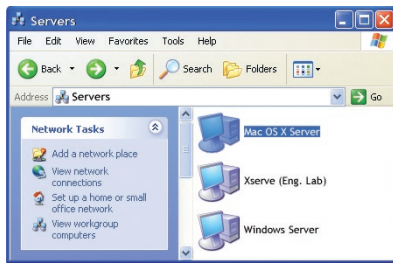 Servers
File Edit View Favorites Tools Help
Back Search Folders
Address Servers Go
Network Tasks
Add a network place
View network
connections
Set up a home or small
office network
View workgroup
computers
Mac OS X Server
Xserve (Eng. Lab)
Windows Server